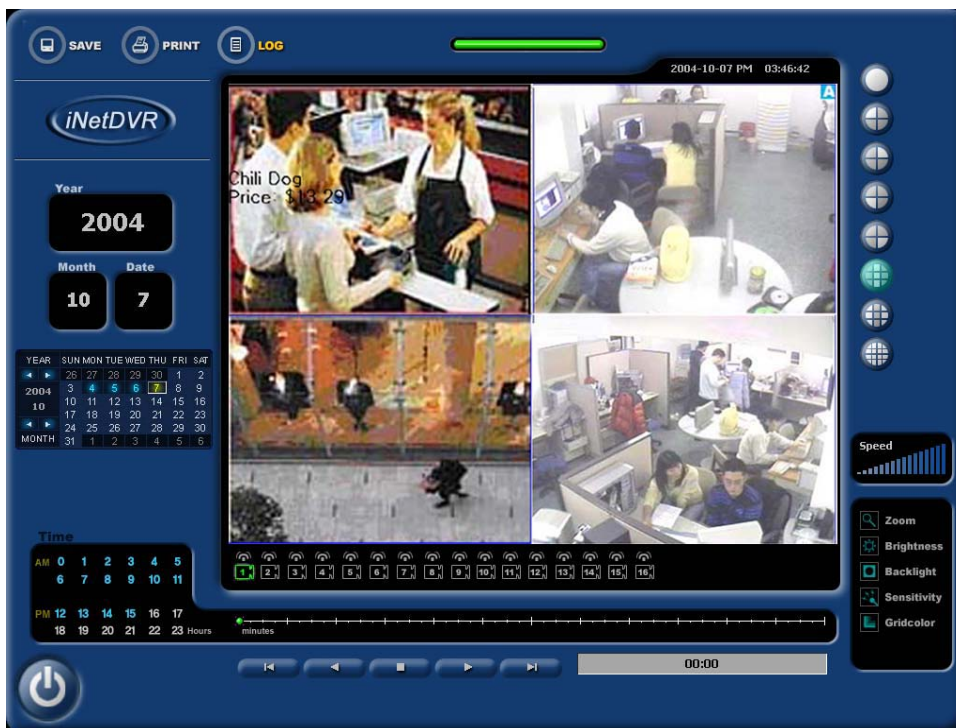 SAVE PRINT LOG
2004-10-07 PM 03:46:42
A
iNetDVR
Chili Dog
Price: $13.29
Year
2004
Month Date
10 7
YEAR SUN MON TUE WED THU FRI SAT
26 27 28 29 30 1 2
2004 3 4 5 6 7 8 9
10 10 11 12 13 14 15 16
17 18 19 20 21 22 23
24 25 26 27 28 29 30
MONTH 31 1 2 3 4 5 6
Speed
Zoom
Brightness
Backlight
Sensitivity
Gridcolor
Time
AM 0 1 2 3 4 5
6 7 8 9 10 11
PM 12 13 14 15 16 17
18 19 20 21 22 23 Hours
1 2 3 4 5 6 7 8 9 10 11 12 13 14 15 16
minutes
00:00